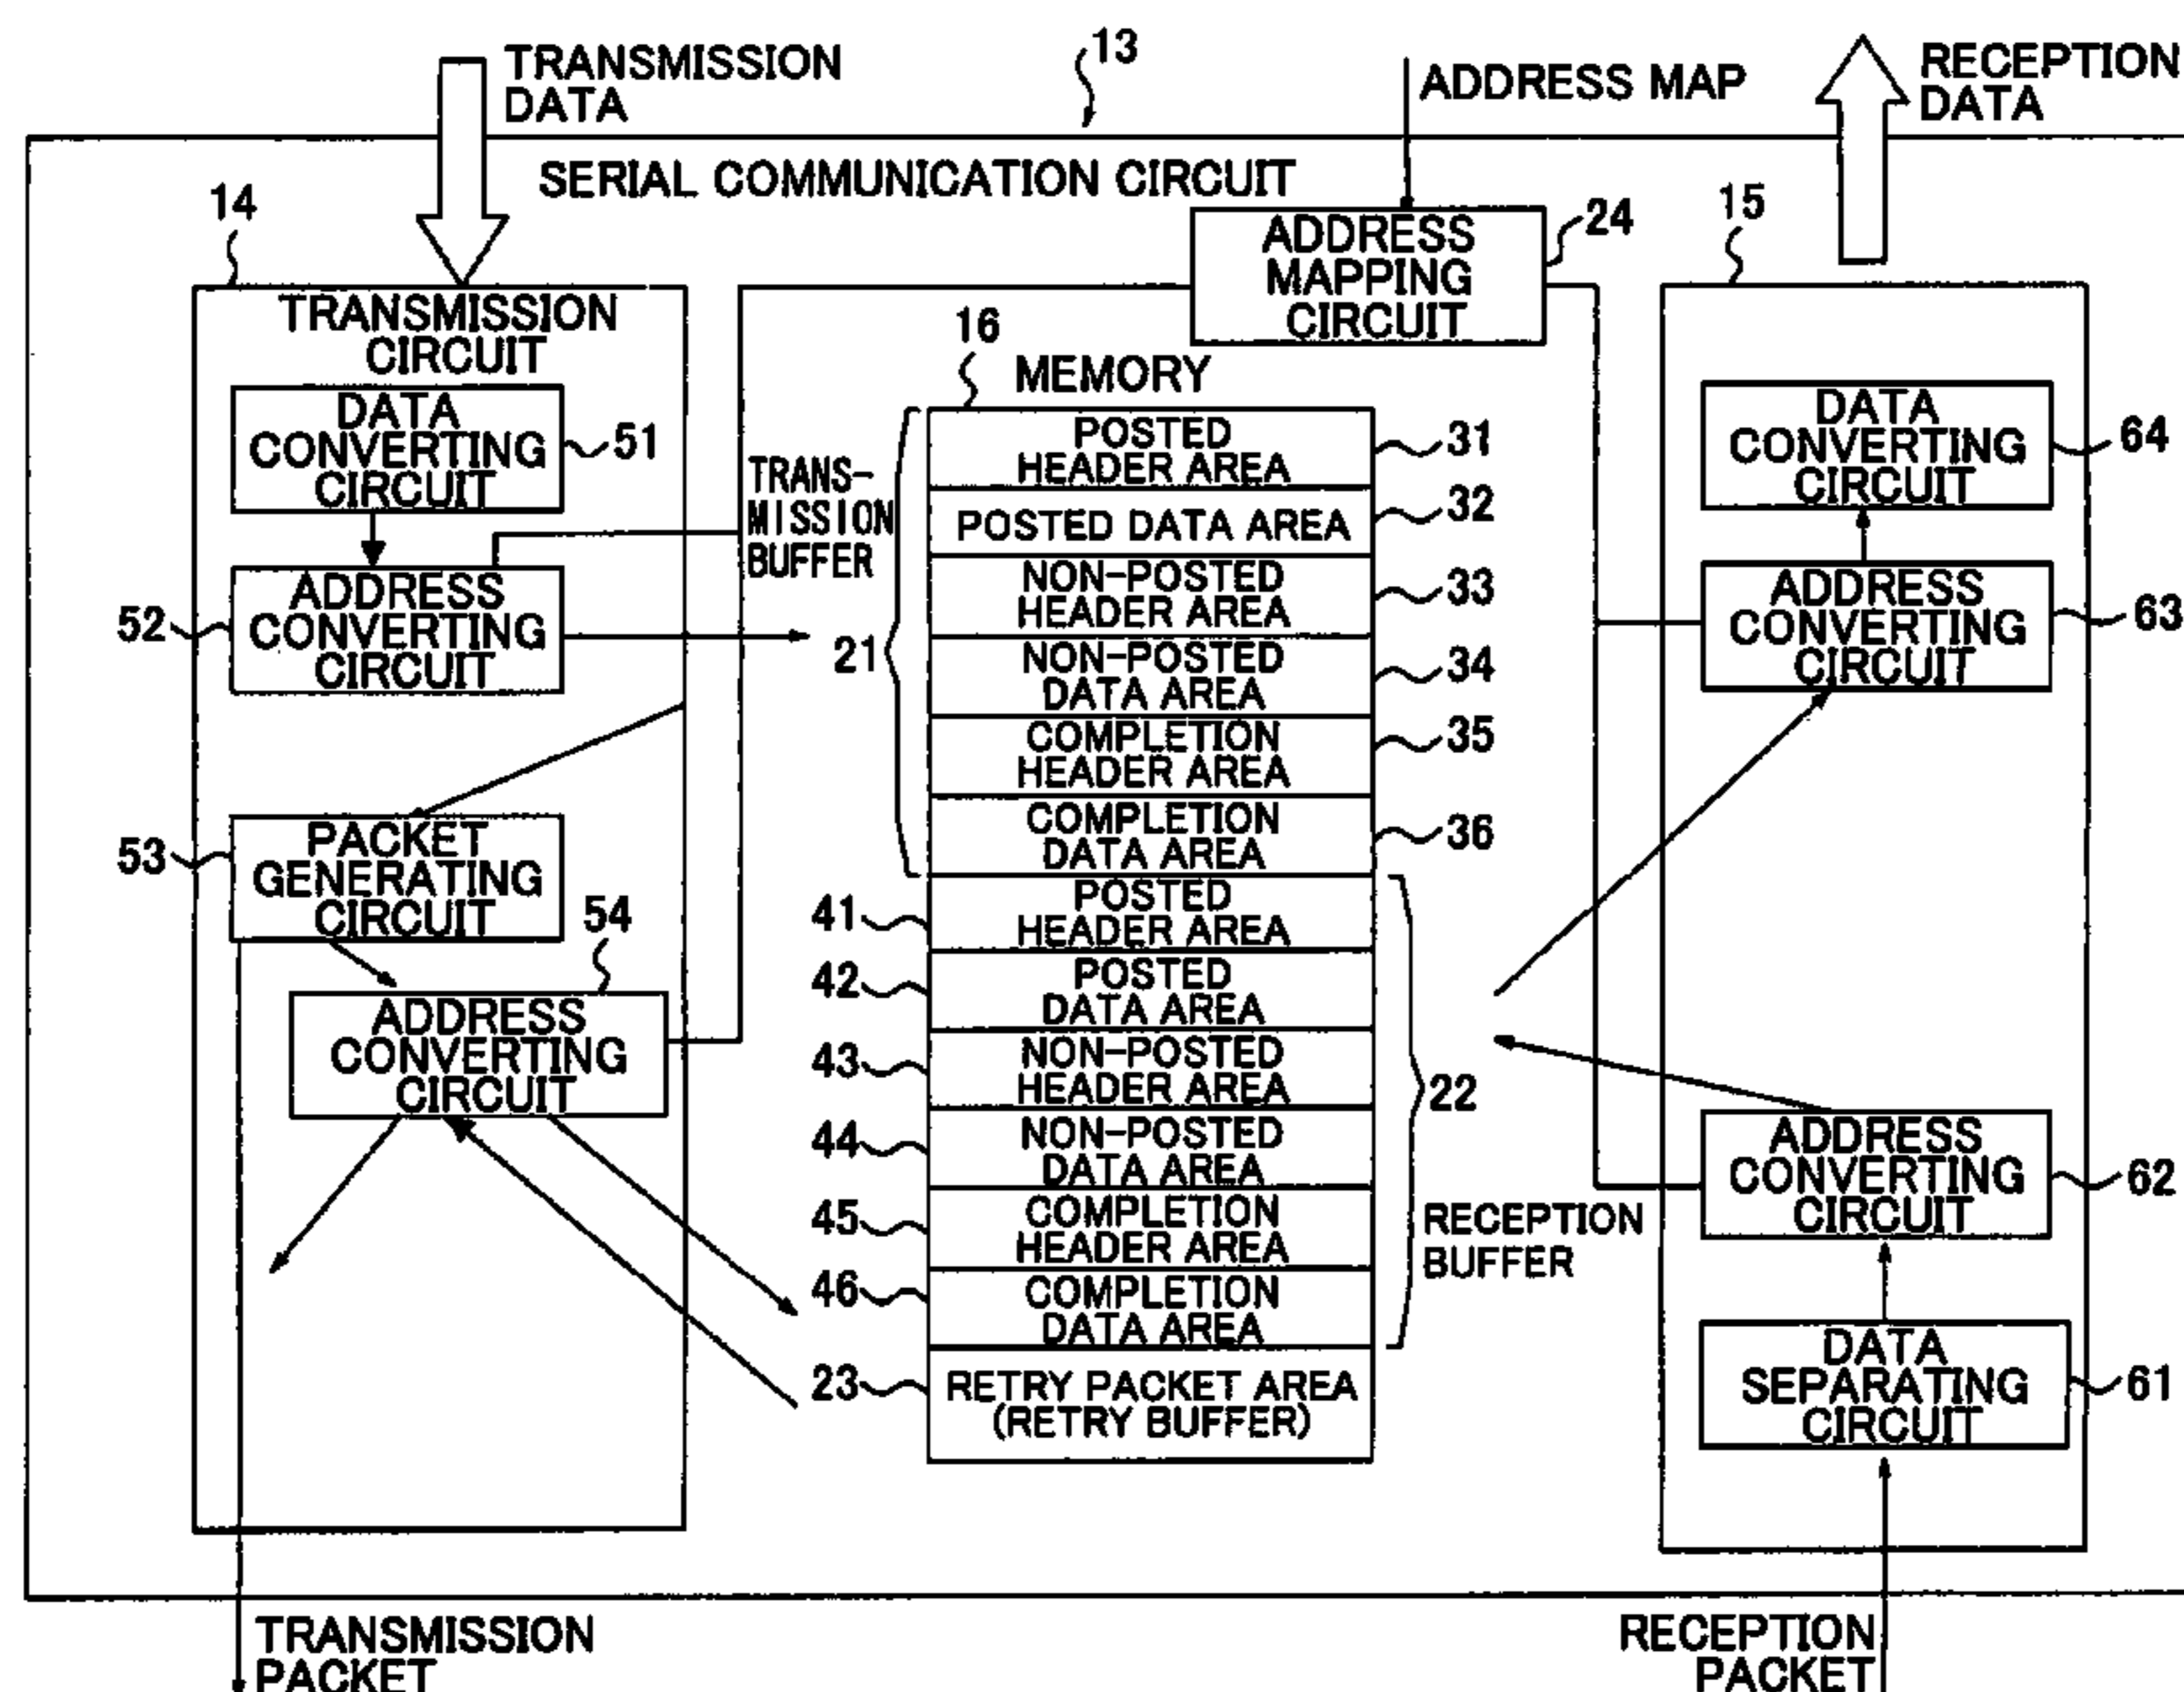 TRANSMISSION
DATA
13
ADDRESS MAP
RECEPTION
DATA
SERIAL COMMUNICATION CIRCUIT
14
TRANSMISSION
CIRCUIT
DATA
CONVERTING
CIRCUIT
51
ADDRESS
CONVERTING
CIRCUIT
52
PACKET
GENERATING
CIRCUIT
53
54
ADDRESS
CONVERTING
CIRCUIT
ADDRESS
MAPPING
CIRCUIT
24
16
MEMORY
TRANS-
MISSION
BUFFER
21
POSTED
HEADER AREA
31
POSTED DATA AREA
32
NON-POSTED
HEADER AREA
33
NON-POSTED
DATA AREA
34
COMPLETION
HEADER AREA
35
COMPLETION
DATA AREA
36
41
POSTED
HEADER AREA
42
POSTED
DATA AREA
43
NON-POSTED
HEADER AREA
44
NON-POSTED
DATA AREA
45
COMPLETION
HEADER AREA
46
COMPLETION
DATA AREA
22
RECEPTION
BUFFER
23
RETRY PACKET AREA
(RETRY BUFFER)
15
DATA
CONVERTING
CIRCUIT
64
ADDRESS
CONVERTING
CIRCUIT
63
ADDRESS
CONVERTING
CIRCUIT
62
DATA
SEPARATING
CIRCUIT
61
TRANSMISSION
PACKET
RECEPTION
PACKET